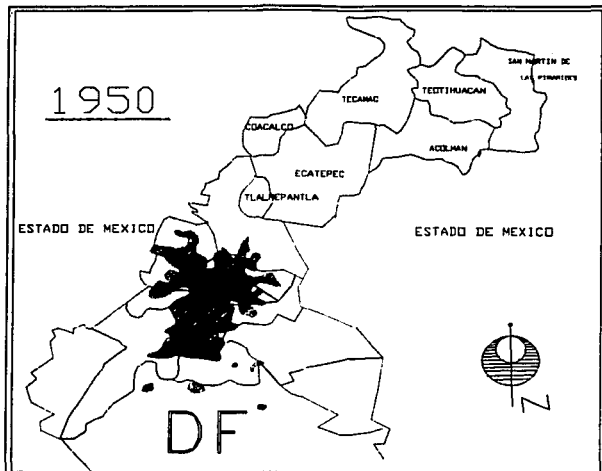 1950
SAN MARTIN DE
LAS PIRAMIDES
TECAMAC
TEOTIHUACAN
COACALCO
ACOLMAN
ECATEPEC
TLALNEPANTLA
ESTADO DE MEXICO
ESTADO DE MEXICO
DF
N